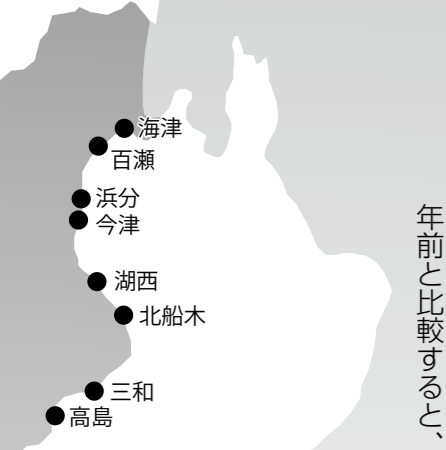 海津
百瀬
浜分
今津
湖西
北船木
三和
高島
年前と比較すると、